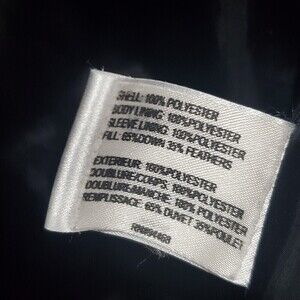 SHELL: 100% POLYESTER
BODY LINING: 100% POLYESTER
SLEEVE LINING: 100% POLYESTER
FILL: 65% DOWN 35% FEATHERS
EXTERIEUR: 100% POLYESTER
DOUBLURE/CORPS: 100% POLYESTER
DOUBLURE/MANCHE: 100% POLYESTER
REMPLISSAGE: 65% DUVET 35%